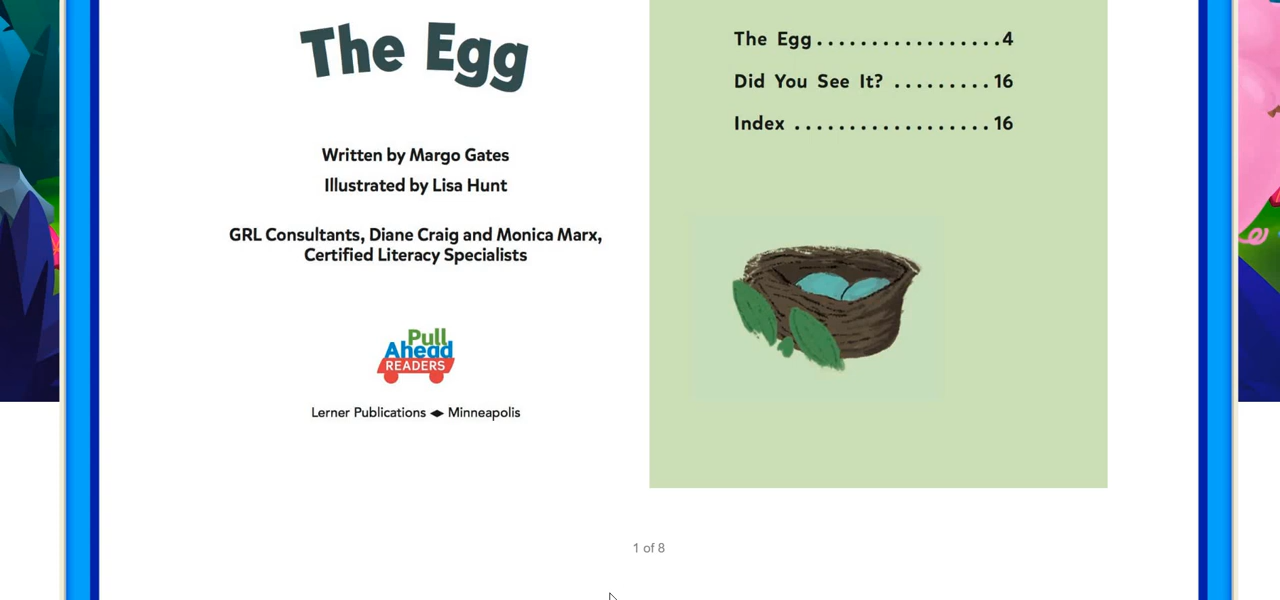 The Egg
Written by Margo Gates
Illustrated by Lisa Hunt
GRL Consultants, Diane Craig and Monica Marx,
Certified Literacy Specialists
Pull
Ahead
READERS
Lerner Publications ◆ Minneapolis
The Egg.................4
Did You See It? .........16
Index ..................16
1 of 8